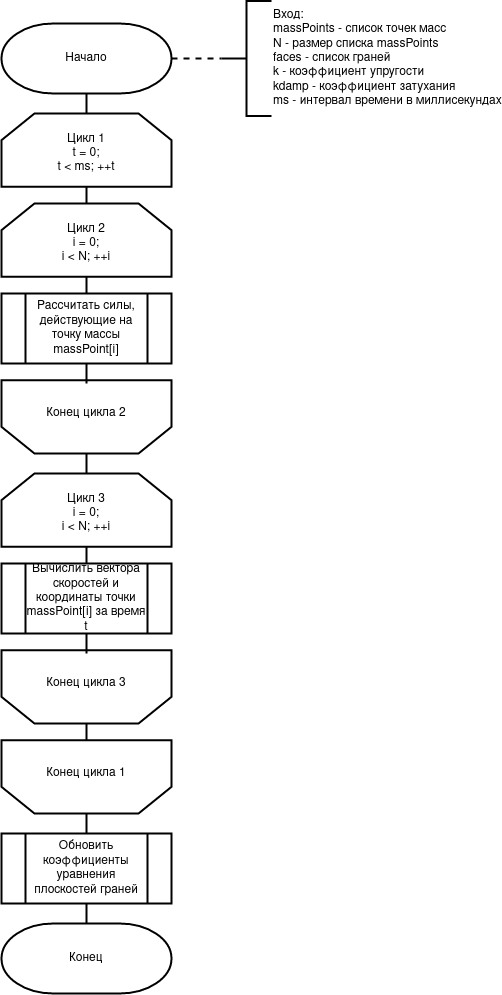 Начало
Вход:
massPoints - список точек масс
N - размер списка massPoints
faces - список граней
k - коэффициент упругости
kdamp - коэффициент затухания
ms - интервал времени в миллисекундах
Цикл 1
t = 0;
t < ms; ++t
Цикл 2
i = 0;
i < N; ++i
Рассчитать силы,
действующие на
точку массы
massPoint[i]
Конец цикла 2
Цикл 3
i = 0;
i < N; ++i
Вычислить вектора
скоростей и
координаты точки
massPoint[i] за время
t
Конец цикла 3
Конец цикла 1
Обновить
коэффициенты
уравнения
плоскостей граней
Конец